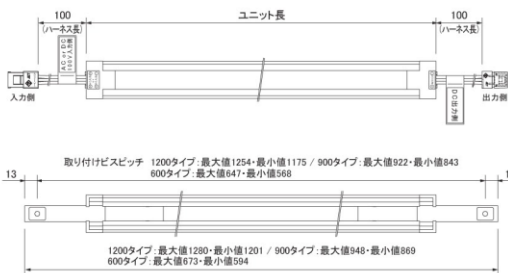 100
ユニット長
100
(ハーネス長)
(ハーネス長)
DC出力側
入力側
出力側
取り付けビスピッチ 1200タイプ:最大値1254・最小値1175 / 900タイプ:最大値922・最小値843
600タイプ:最大値647・最小値568
13
1200タイプ:最大値1280・最小値1201 / 900タイプ:最大値948・最小値869
600タイプ:最大値673・最小値594